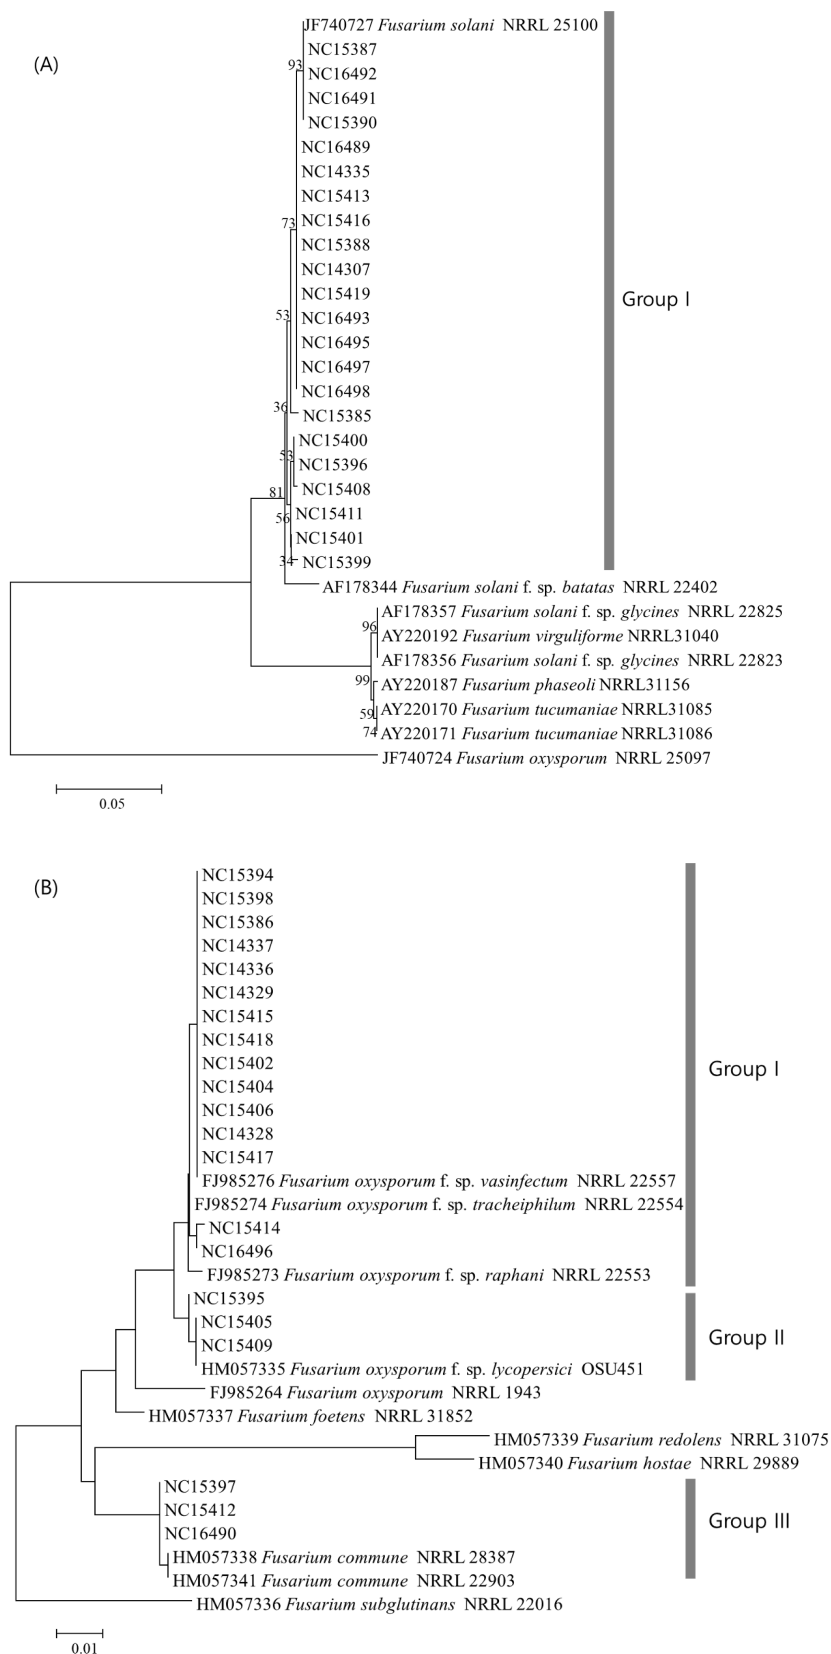 (A)
JF740727 Fusarium solani NRRL 25100
NC15387
93
NC16492
NC16491
NC15390
NC16489
NC14335
NC15413
73
NC15416
NC15388
NC14307
NC15419
Group I
53
NC16493
NC16495
NC16497
NC16498
36
NC15385
NC15400
53
NC15396
NC15408
81
56
NC15411
NC15401
34
NC15399
AF178344 Fusarium solani f. sp. batatas NRRL 22402
AF178357 Fusarium solani f. sp. glycines NRRL 22825
96
AY220192 Fusarium virguliforme NRRL31040
AF178356 Fusarium solani f. sp. glycines NRRL 22823
99
AY220187 Fusarium phaseoli NRRL31156
59
AY220170 Fusarium tucumaniae NRRL31085
74
AY220171 Fusarium tucumaniae NRRL31086
JF740724 Fusarium oxysporum NRRL 25097
0.05
(B)
NC15394
NC15398
NC15386
NC14337
NC14336
NC14329
NC15415
NC15418
NC15402
Group I
NC15404
NC15406
NC14328
NC15417
FJ985276 Fusarium oxysporum f. sp. vasinfectum NRRL 22557
FJ985274 Fusarium oxysporum f. sp. tracheiphilum NRRL 22554
NC15414
NC16496
FJ985273 Fusarium oxysporum f. sp. raphani NRRL 22553
NC15395
NC15405
Group II
NC15409
HM057335 Fusarium oxysporum f. sp. lycopersici OSU451
FJ985264 Fusarium oxysporum NRRL 1943
HM057337 Fusarium foetens NRRL 31852
HM057339 Fusarium redolens NRRL 31075
HM057340 Fusarium hostae NRRL 29889
NC15397
NC15412
Group III
NC16490
HM057338 Fusarium commune NRRL 28387
HM057341 Fusarium commune NRRL 22903
HM057336 Fusarium subglutinans NRRL 22016
0.01